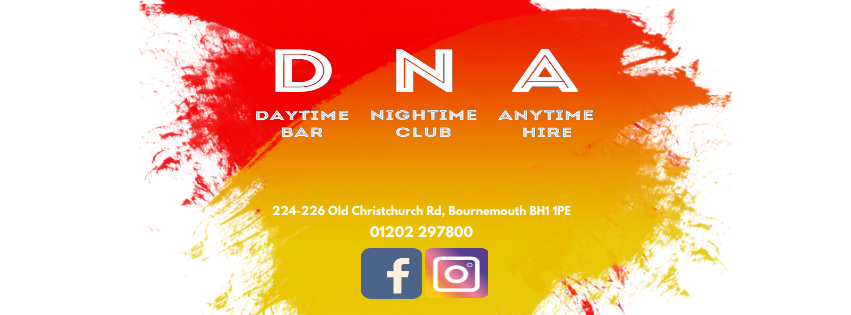 D N A
DAYTIME NIGHTIME ANYTIME
BAR CLUB HIRE
224-226 Old Christchurch Rd, Bournemouth BH1 1PE
01202 297800
f